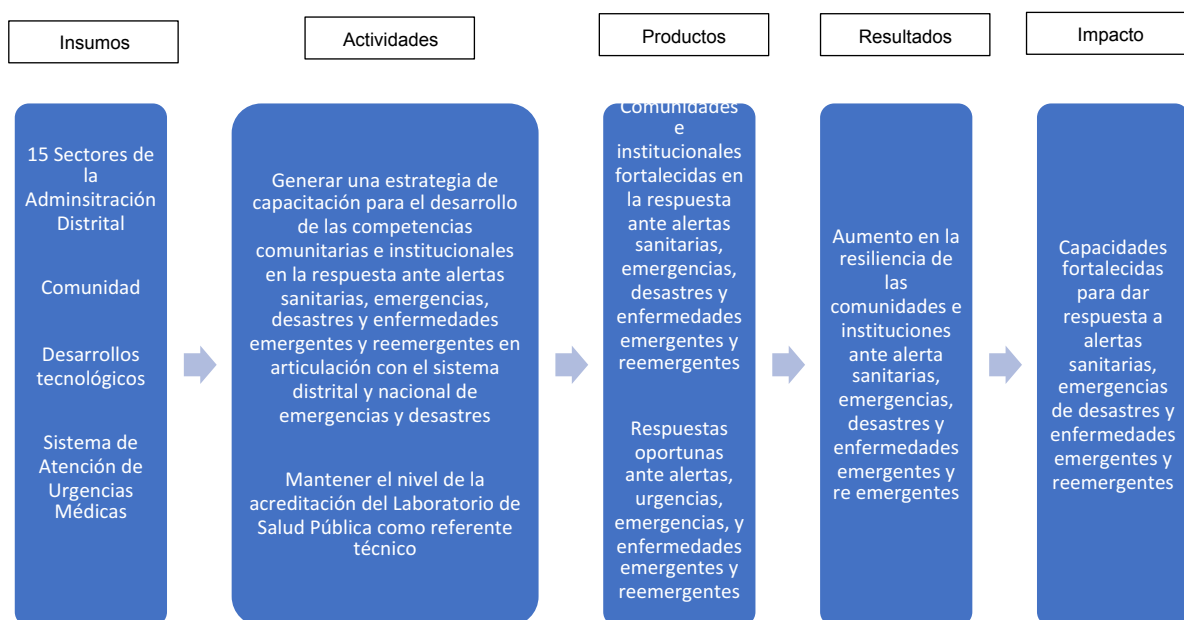 Insumos
Actividades
Productos
Resultados
Impacto
15 Sectores de
la
Adminsitración
Distrital
Comunidad
Desarrollos
tecnológicos
Sistema de
Atención de
Urgencias
Médicas
Generar una estrategia de
capacitación para el desarrollo
de las competencias
comunitarias e institucionales
en la respuesta ante alertas
sanitarias, emergencias,
desastres y enfermedades
emergentes y reemergentes en
articulación con el sistema
distrital y nacional de
emergencias y desastres
Mantener el nivel de la
acreditación del Laboratorio de
Salud Pública como referente
técnico
Comunidades
e
institucionales
fortalecidas en
la respuesta
ante alertas
sanitarias,
emergencias,
desastres y
enfermedades
emergentes y
reemergentes
Respuestas
oportunas
ante alertas,
urgencias,
emergencias, y
enfermedades
emergentes y
reemergentes
Aumento en la
resiliencia de
las
comunidades e
instituciones
ante alerta
sanitarias,
emergencias,
desastres y
enfermedades
emergentes y
re emergentes
Capacidades
fortalecidas
para dar
respuesta a
alertas
sanitarias,
emergencias
de desastres y
enfermedades
emergentes y
reemergentes